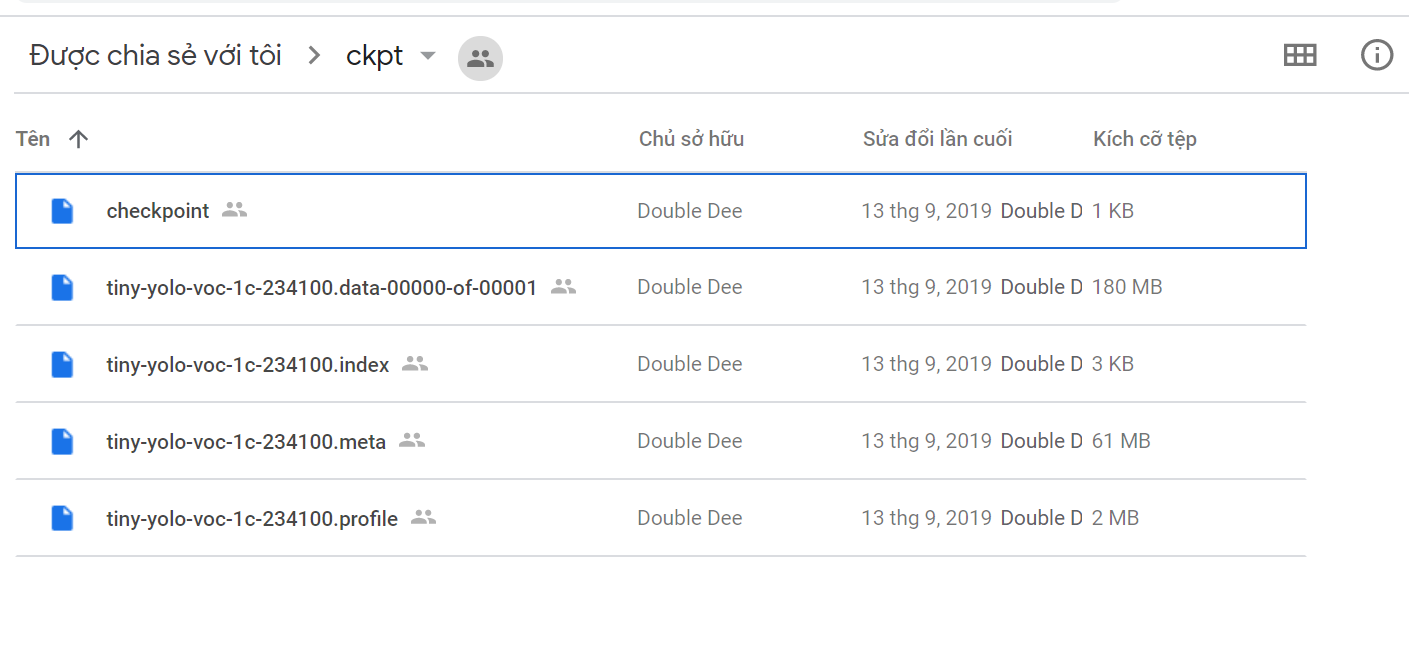 Được chia sẻ với tôi > ckpt
Tên Chủ sở hữu Sửa đổi lần cuối Kích cỡ tệp
checkpoint Double Dee 13 thg 9, 2019 Double D 1 KB
tiny-yolo-voc-1c-234100.data-00000-of-00001 Double Dee 13 thg 9, 2019 Double D 180 MB
tiny-yolo-voc-1c-234100.index Double Dee 13 thg 9, 2019 Double D 3 KB
tiny-yolo-voc-1c-234100.meta Double Dee 13 thg 9, 2019 Double D 61 MB
tiny-yolo-voc-1c-234100.profile Double Dee 13 thg 9, 2019 Double D 2 MB